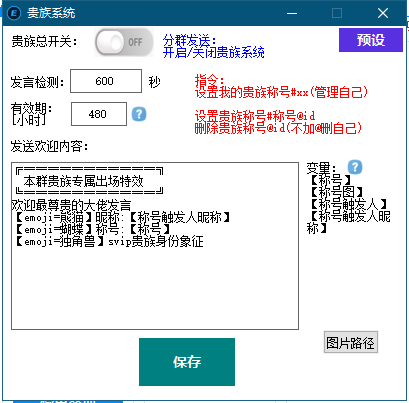 贵族系统
贵族总开关:
OFF
分群发送:
开启/关闭贵族系统
预设
发言检测:
600
秒
指令:
设置我的贵族称号#xx(管理自己)
有效期:
[小时]
480
设置贵族称号#称号@id
删除贵族称号@id(不加@删自己)
发送欢迎内容:
变量:
╔═══════════╗
本群贵族专属出场特效
╚═══════════╝
欢迎最尊贵的大佬发言
【emoji=熊猫】昵称:【称号触发人昵称】
【emoji=蝴蝶】称号:【称号】
【emoji=独角兽】svip贵族身份象征
【称号】
【称号图】
【称号触发人】
【称号触发人昵
称】
图片路径
保存